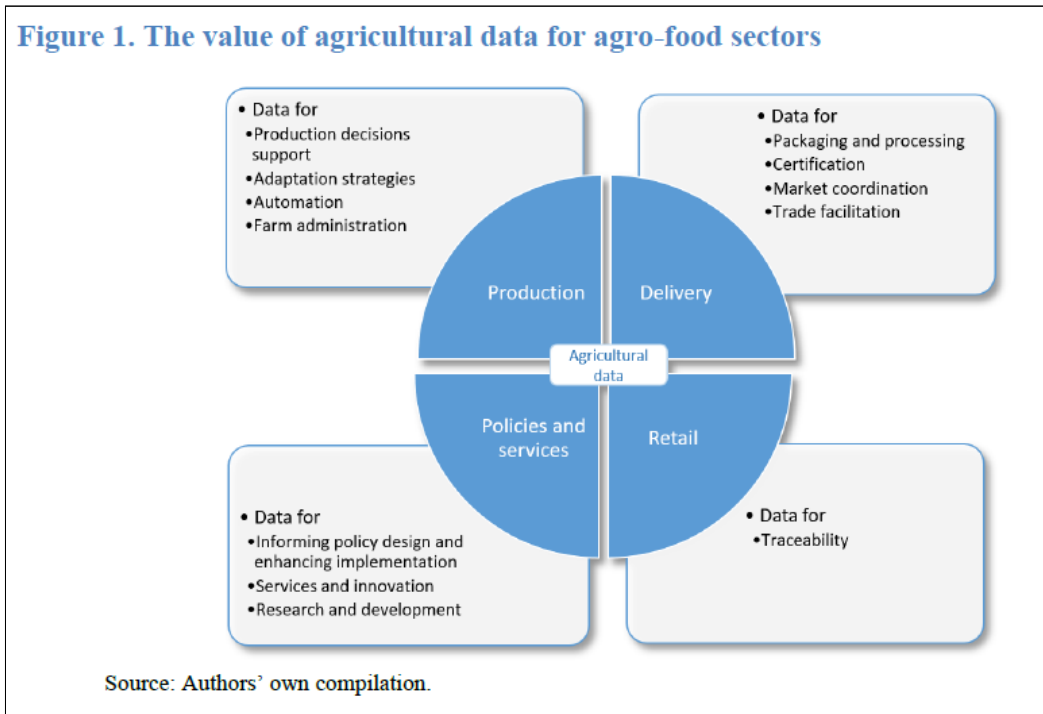 Figure 1. The value of agricultural data for agro-food sectors
• Data for
•Production decisions
support
•Adaptation strategies
•Automation
•Farm administration
• Data for
•Packaging and processing
•Certification
•Market coordination
•Trade facilitation
Production
Delivery
Agricultural
data
Policies and
services
Retail
• Data for
•Informing policy design and
enhancing implementation
•Services and innovation
•Research and development
• Data for
•Traceability
Source: Authors’ own compilation.